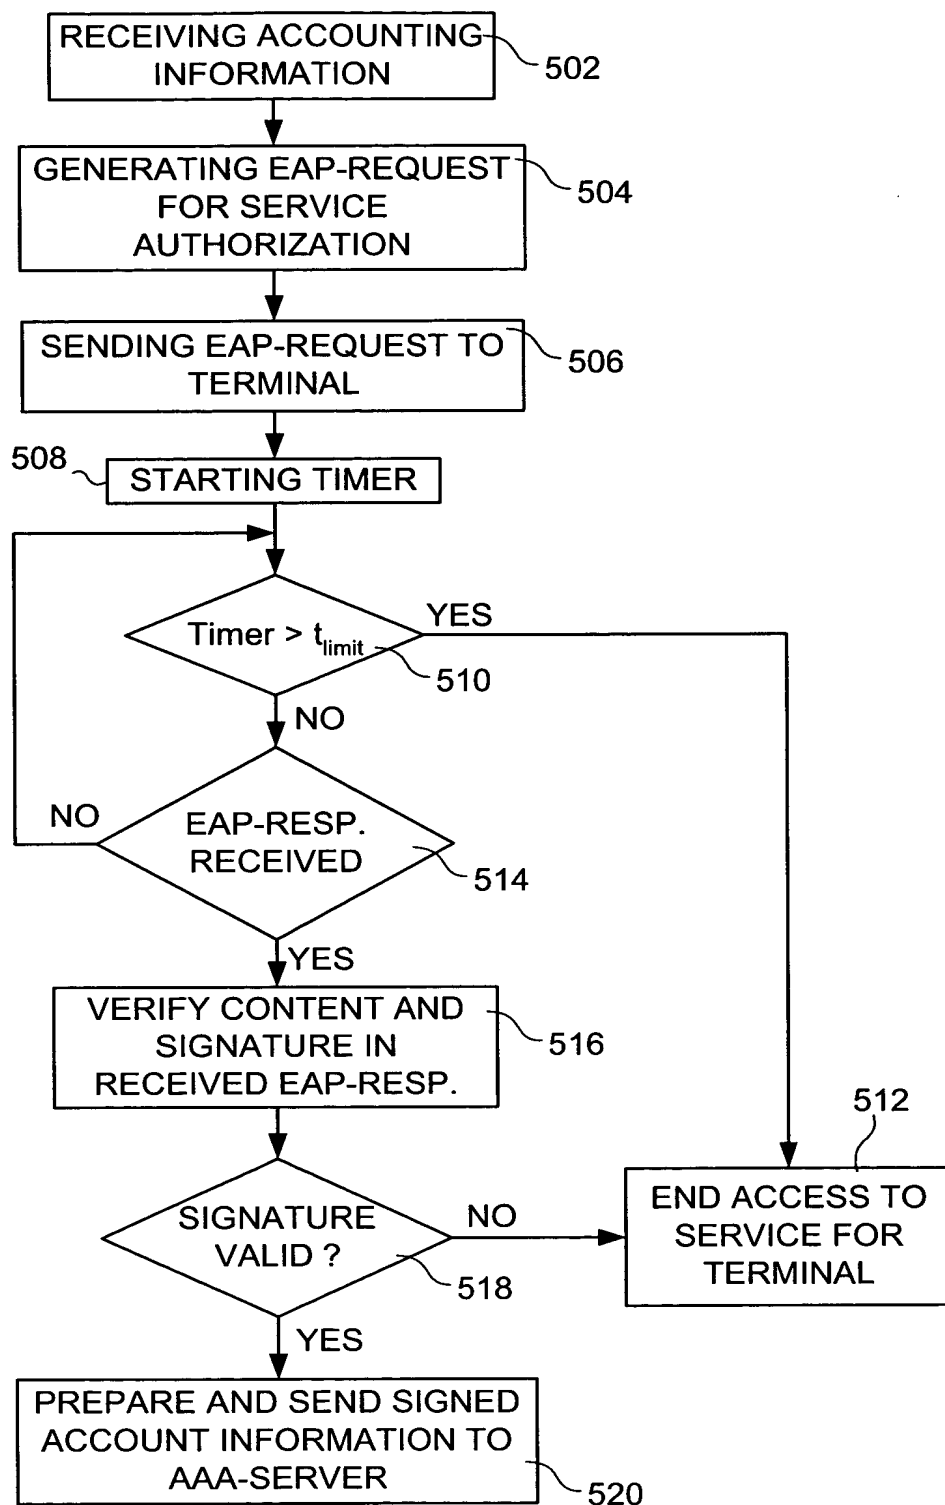 RECEIVING ACCOUNTING
INFORMATION
502
GENERATING EAP-REQUEST
FOR SERVICE
AUTHORIZATION
504
SENDING EAP-REQUEST TO
TERMINAL
506
508
STARTING TIMER
Timer > tlimit
510
YES
NO
EAP-RESP.
RECEIVED
514
NO
YES
VERIFY CONTENT AND
SIGNATURE IN
RECEIVED EAP-RESP.
516
SIGNATURE
VALID ?
518
NO
512
END ACCESS TO
SERVICE FOR
TERMINAL
YES
PREPARE AND SEND SIGNED
ACCOUNT INFORMATION TO
AAA-SERVER
520